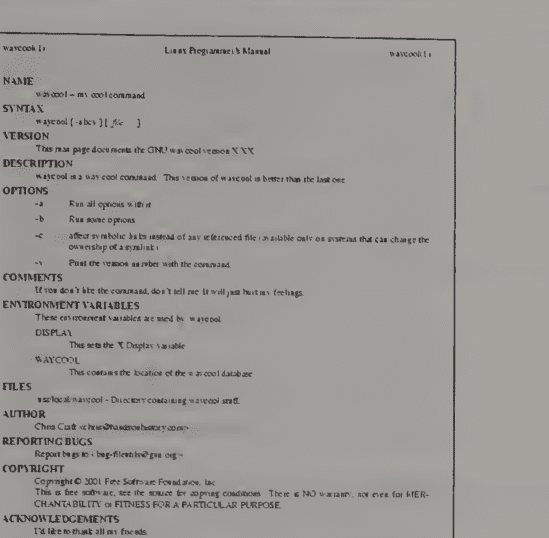 waycool(1) Linux Programmer's Manual waycool(1)
NAME
waycool – my cool command
SYNTAX
waycool [ -abcv ] [ file ]
VERSION
This man page documents the GNU waycool version X.XX
DESCRIPTION
waycool is a way cool command. This version of waycool is better than the last one
OPTIONS
-a Run all options with it
-b Run some options
-c affect symbolic links instead of any referenced file (available only on systems that can change the
ownership of a symlink)
-v Print the version number with the command.
COMMENTS
If you don't like the command, don't tell me. It will just hurt my feelings.
ENVIRONMENT VARIABLES
These environment variables are used by waycool
DISPLAY
This sets the X Display variable
WAYCOOL
This contains the location of the waycool database
FILES
usr/local/waycool – Directory containing waycool stuff.
AUTHOR
Chris Craft <chris@handsonhistory.com>
REPORTING BUGS
Report bugs to <bug-fileutils@gnu.org>
COPYRIGHT
Copyright © 2001 Free Software Foundation, Inc
This is free software, see the source for copying conditions. There is NO warranty, not even for MER-
CHANTABILITY or FITNESS FOR A PARTICULAR PURPOSE.
ACKNOWLEDGEMENTS
I'd like to thank all my friends.